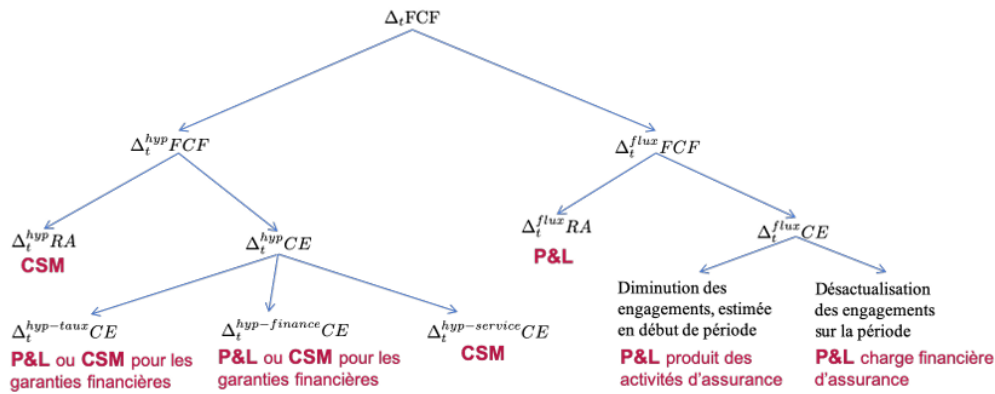 Δ_t FCF
Δ_t^{hyp} FCF
Δ_t^{flux} FCF
Δ_t^{hyp} RA
CSM
Δ_t^{hyp} CE
Δ_t^{flux} RA
P&L
Δ_t^{flux} CE
Δ_t^{hyp-taux} CE
P&L ou CSM pour les
garanties financières
Δ_t^{hyp-finance} CE
P&L ou CSM pour les
garanties financières
Δ_t^{hyp-service} CE
CSM
Diminution des
engagements, estimée
en début de période
P&L produit des
activités d'assurance
Désactualisation
des engagements
sur la période
P&L charge financière
d'assurance